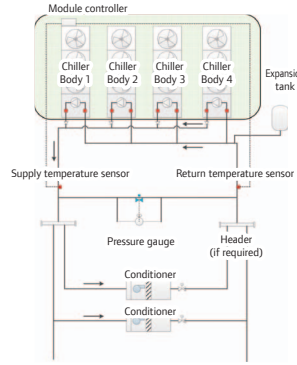 Module controller
Chiller Body 1
Chiller Body 2
Chiller Body 3
Chiller Body 4
Expansio
tank
Supply temperature sensor
Return temperature sensor
Pressure gauge
Header
(if required)
Conditioner
Conditioner